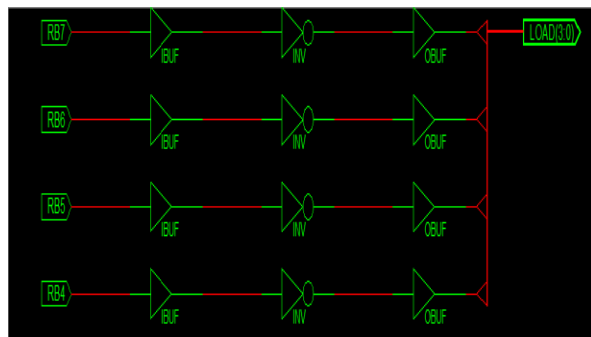 RB7 LOAD(3:0)
IBUF INV OBUF
RB6
IBUF INV OBUF
RB5
IBUF INV OBUF
RB4
IBUF INV OBUF